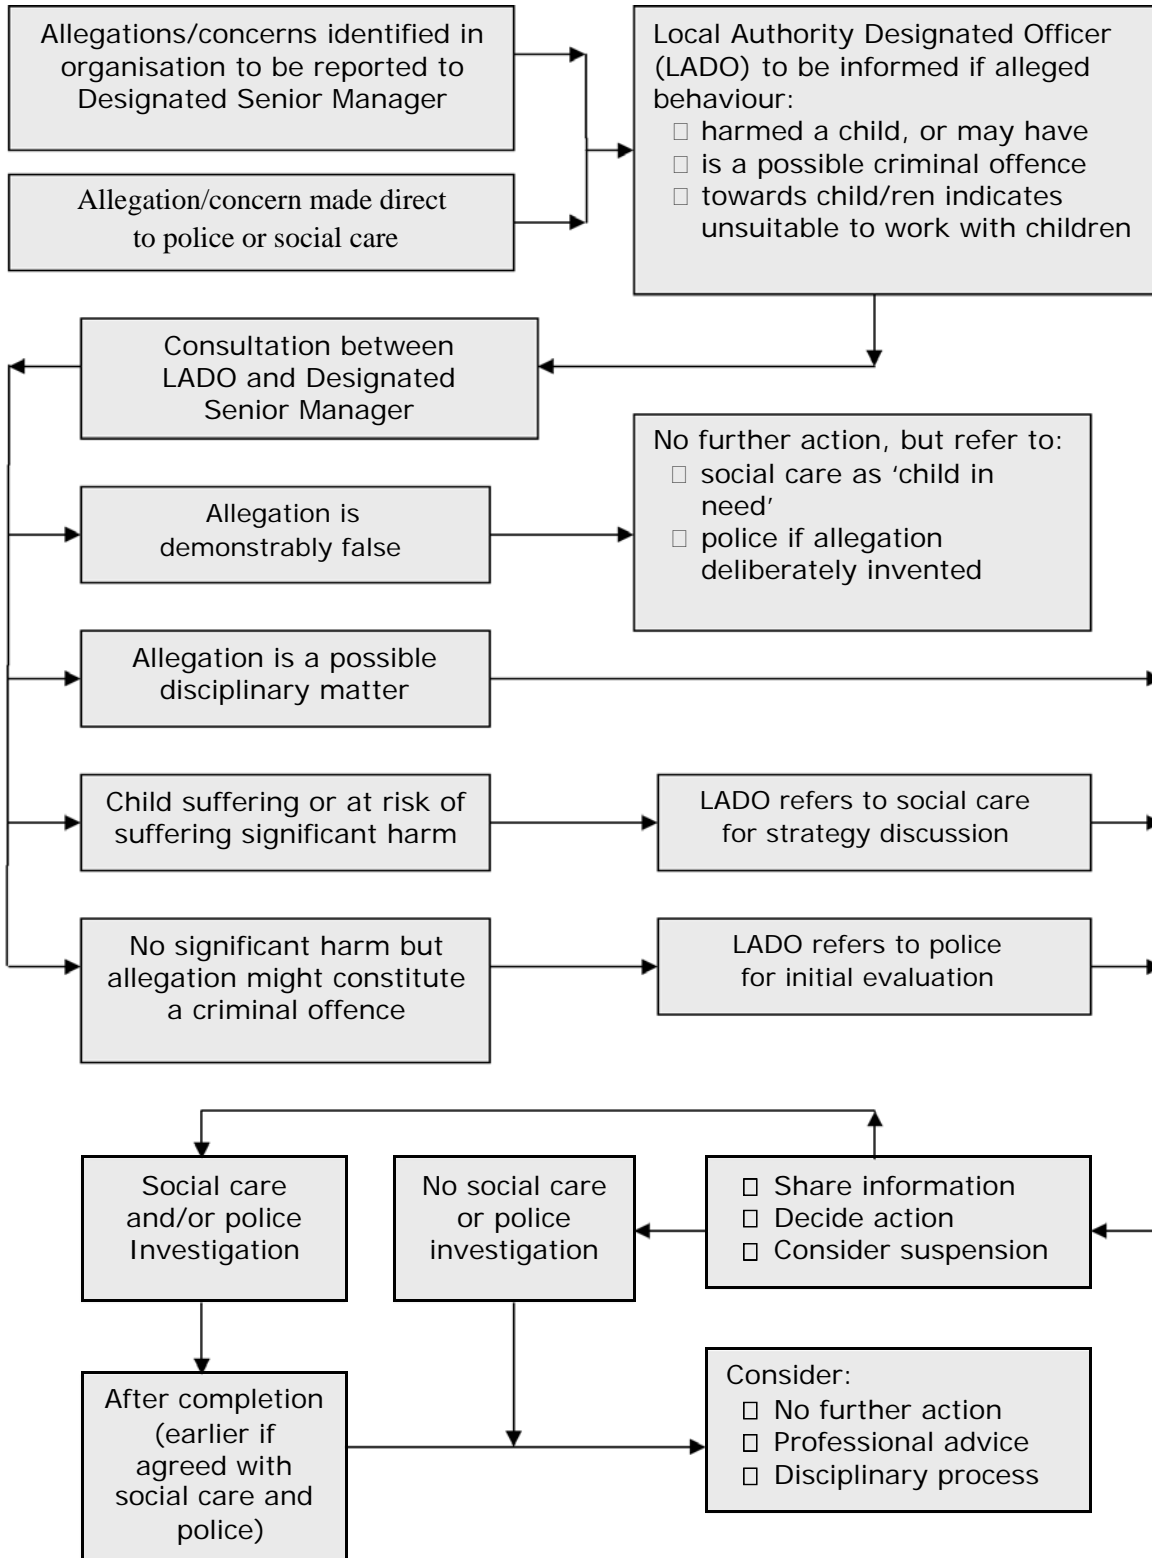 Allegations/concerns identified in
organisation to be reported to
Designated Senior Manager
Allegation/concern made direct
to police or social care
Local Authority Designated Officer
(LADO) to be informed if alleged
behaviour:
□ harmed a child, or may have
□ is a possible criminal offence
□ towards child/ren indicates
unsuitable to work with children
Consultation between
LADO and Designated
Senior Manager
Allegation is
demonstrably false
No further action, but refer to:
□ social care as ‘child in
need’
□ police if allegation
deliberately invented
Allegation is a possible
disciplinary matter
Child suffering or at risk of
suffering significant harm
LADO refers to social care
for strategy discussion
No significant harm but
allegation might constitute
a criminal offence
LADO refers to police
for initial evaluation
Social care
and/or police
Investigation
No social care
or police
investigation
□ Share information
□ Decide action
□ Consider suspension
After completion
(earlier if
agreed with
social care and
police)
Consider:
□ No further action
□ Professional advice
□ Disciplinary process